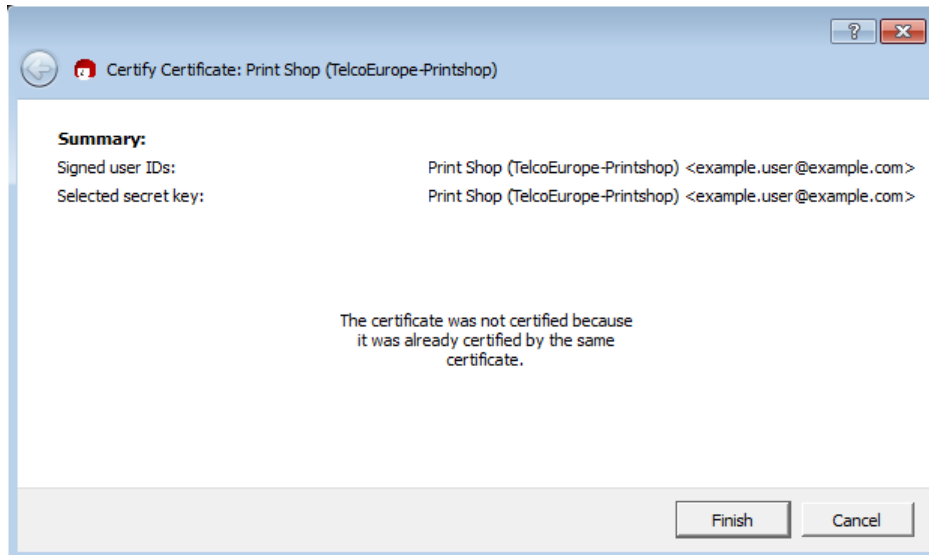 Certify Certificate: Print Shop (TelcoEurope-Printshop)
Summary:
Signed user IDs: Print Shop (TelcoEurope-Printshop) <example.user@example.com>
Selected secret key: Print Shop (TelcoEurope-Printshop) <example.user@example.com>
The certificate was not certified because
it was already certified by the same
certificate.
Finish Cancel